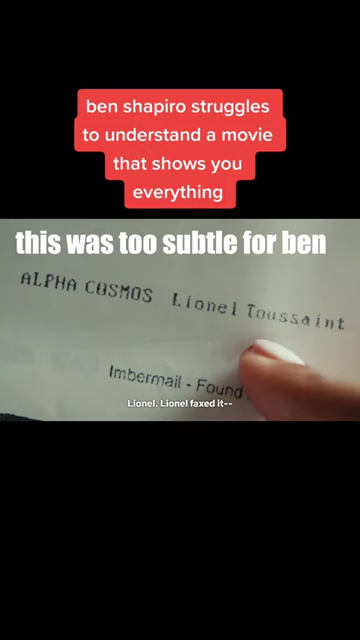 ben shapiro struggles
to understand a movie
that shows you
everything
this was too subtle for ben
ALPHA COSMOS Lionel Toussaint
Imbermail - Found
Lionel. Lionel faxed it--